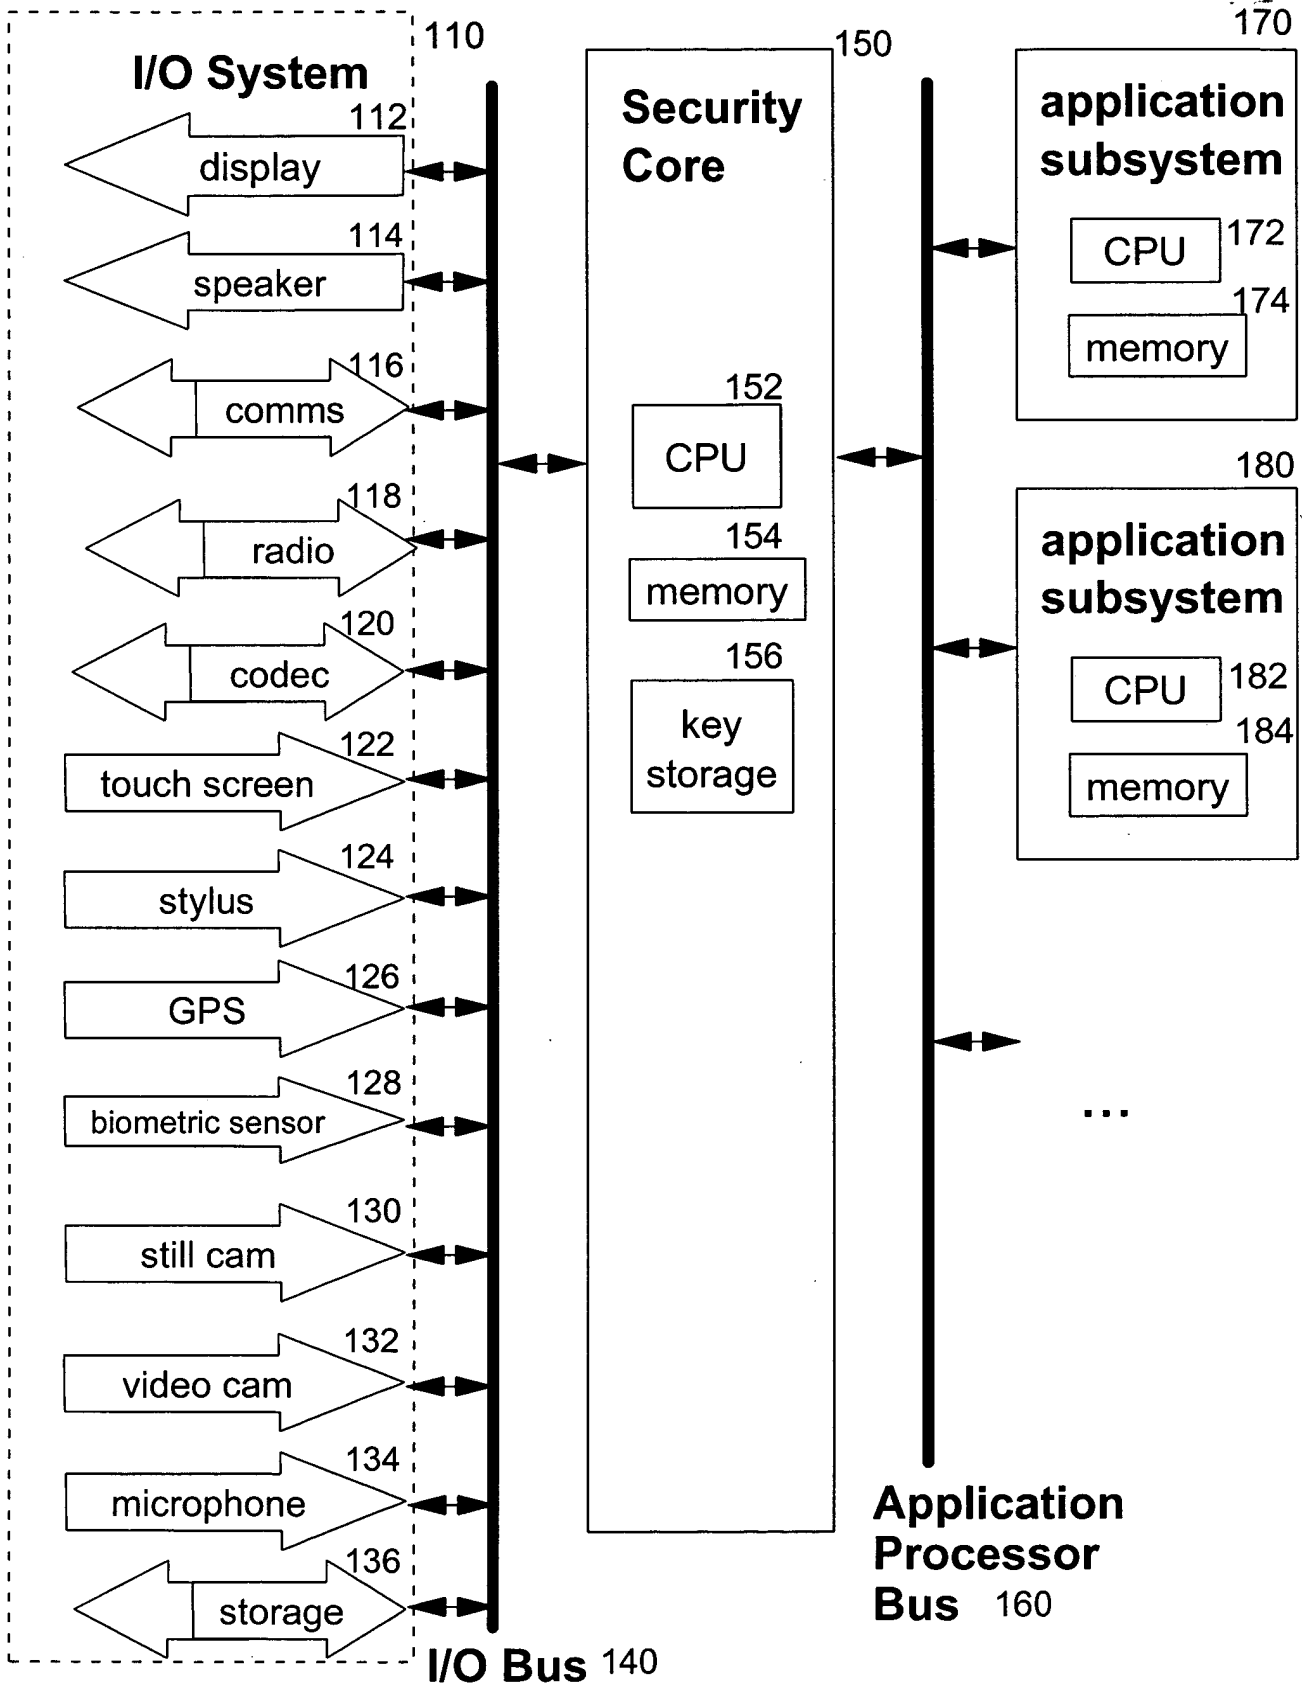 110
I/O System
112
display
114
speaker
116
comms
118
radio
120
codec
122
touch screen
124
stylus
126
GPS
128
biometric sensor
130
still cam
132
video cam
134
microphone
136
storage
I/O Bus 140
150
Security
Core
152
CPU
154
memory
156
key
storage
Application
Processor
Bus 160
170
application
subsystem
CPU 172
174
memory
180
application
subsystem
CPU 182
184
memory
...